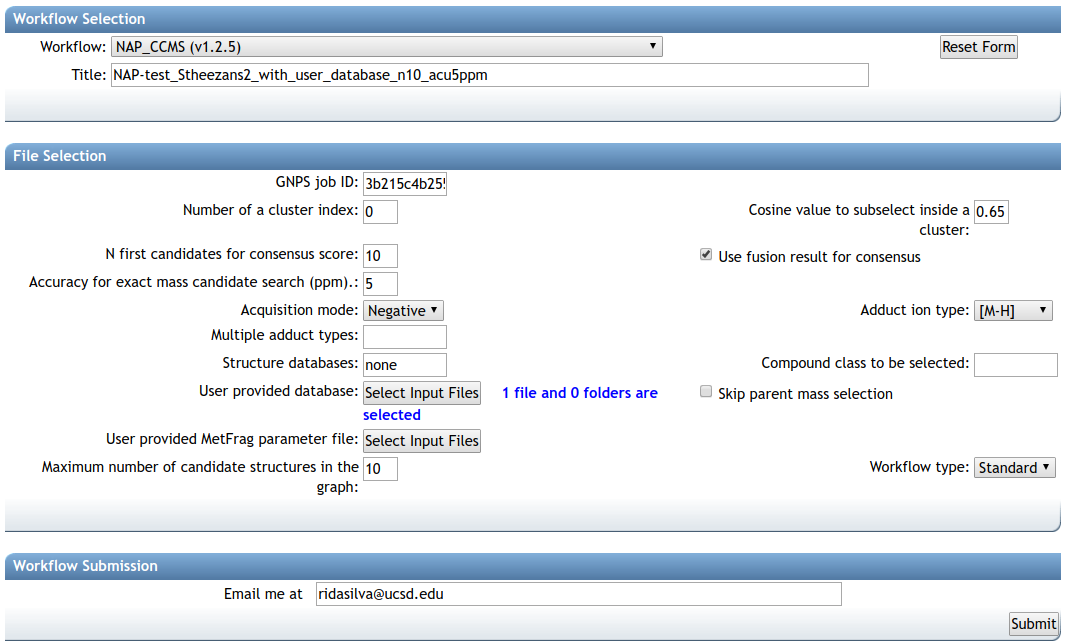 Workflow Selection
Workflow: NAP_CCMS (v1.2.5) Reset Form
Title: NAP-test_Stheezans2_with_user_database_n10_acu5ppm
File Selection
GNPS job ID: 3b215c4b25
Number of a cluster index: 0 Cosine value to subselect inside a 0.65
cluster:
N first candidates for consensus score: 10 Use fusion result for consensus
Accuracy for exact mass candidate search (ppm).: 5
Acquisition mode: Negative Adduct ion type: [M-H]
Multiple adduct types:
Structure databases: none Compound class to be selected:
User provided database: Select Input Files 1 file and 0 folders are Skip parent mass selection
selected
User provided MetFrag parameter file: Select Input Files
Maximum number of candidate structures in the 10 Workflow type: Standard
graph:
Workflow Submission
Email me at ridasilva@ucsd.edu
Submit